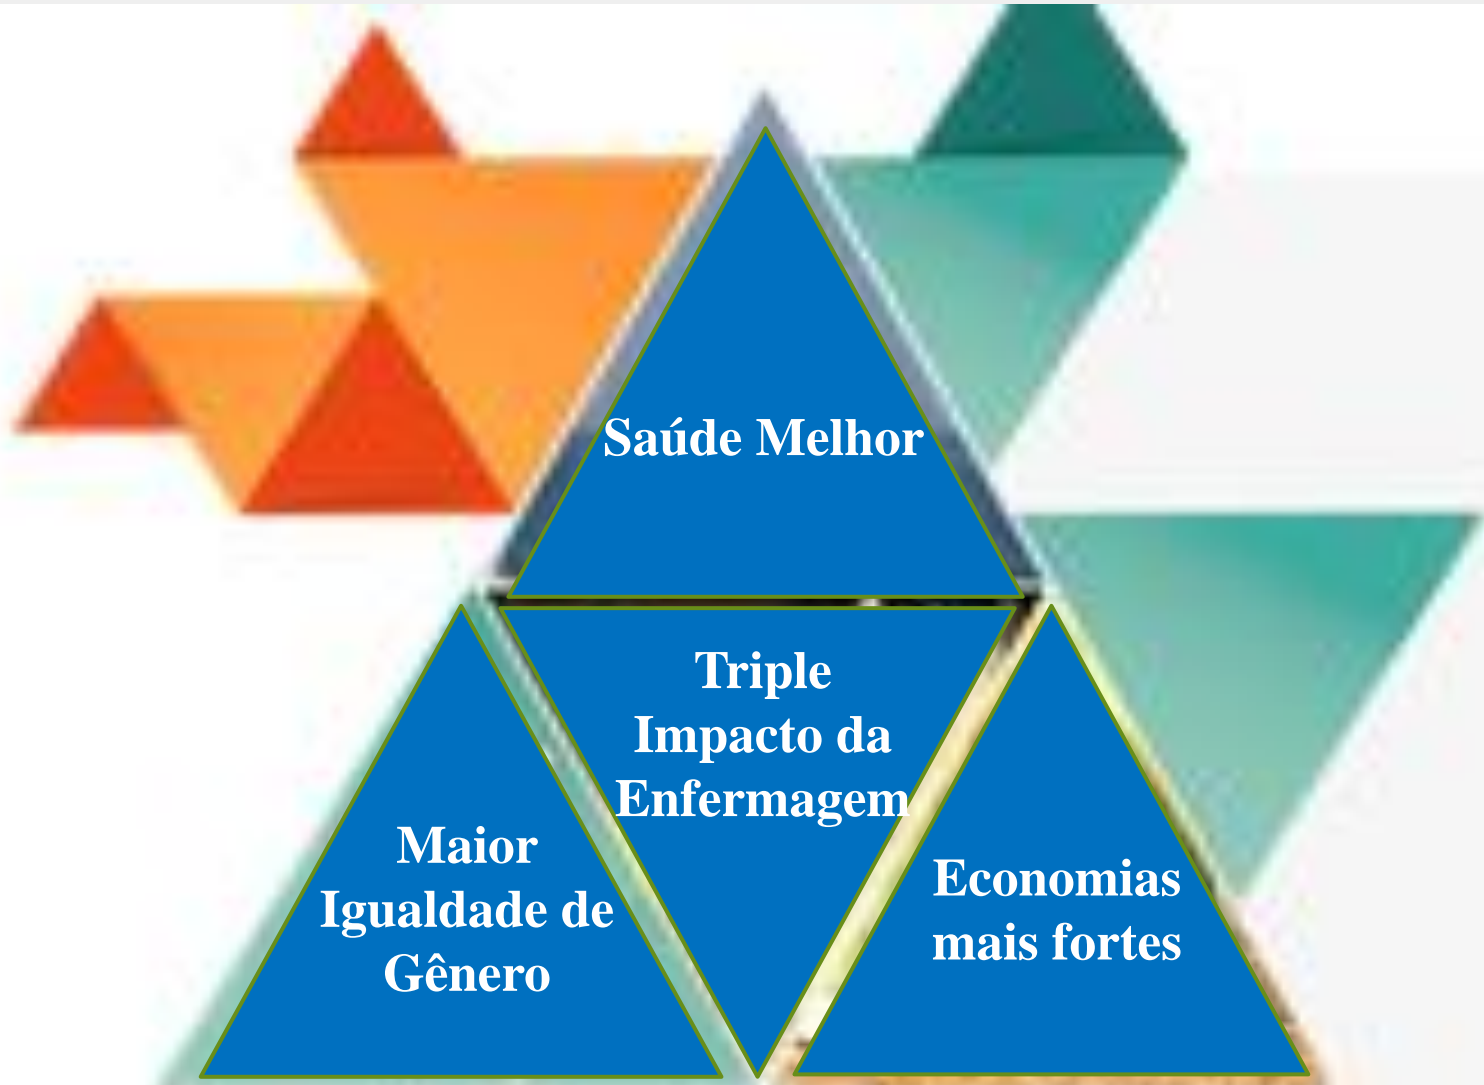 Saúde Melhor
Triple
Impacto da
Enfermagem
Maior
Igualdade de
Gênero
Economias
mais fortes